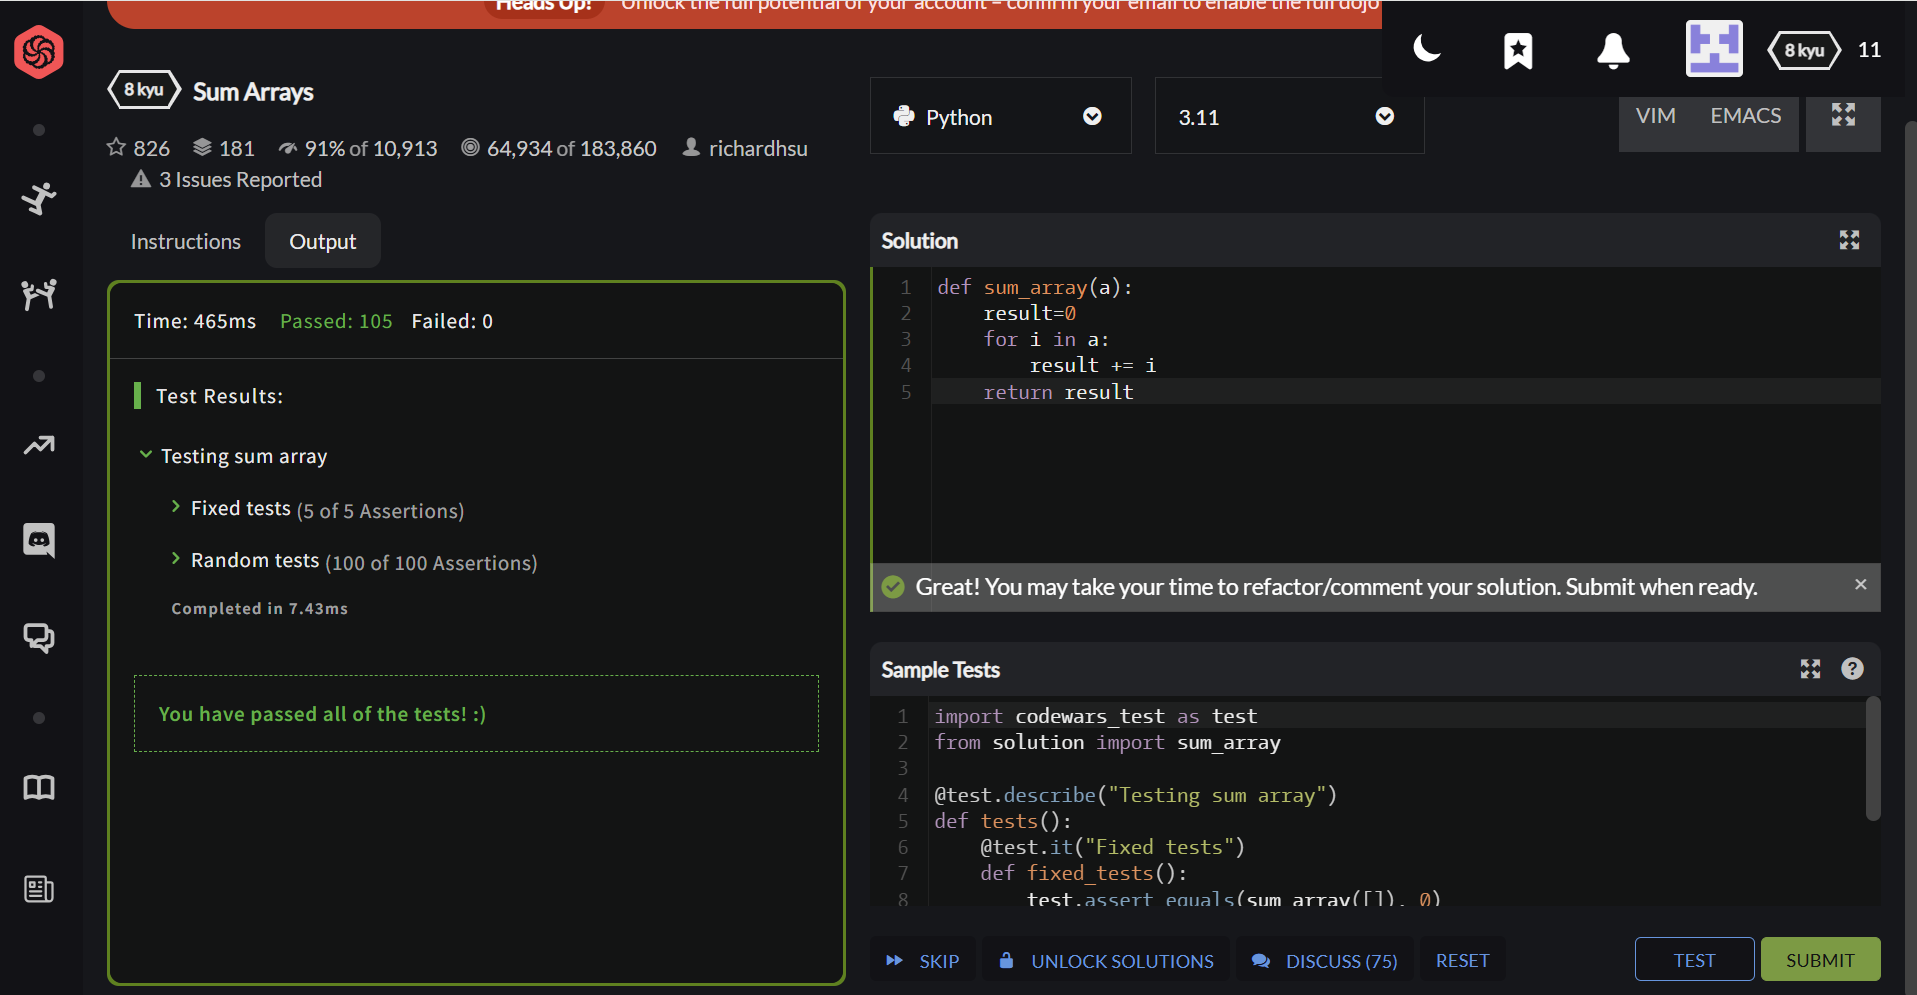 Heads Up! Unlock the full potential of your account – confirm your email to enable the full dojo
8 kyu 11
8 kyu Sum Arrays
826 181 91% of 10,913 64,934 of 183,860 richardhsu
3 Issues Reported
Python 3.11 VIM EMACS
Instructions Output
Time: 465ms Passed: 105 Failed: 0
Test Results:
Testing sum array
Fixed tests (5 of 5 Assertions)
Random tests (100 of 100 Assertions)
Completed in 7.43ms
You have passed all of the tests! :)
Solution
1 def sum_array(a):
2     result=0
3     for i in a:
4         result += i
5     return result
Great! You may take your time to refactor/comment your solution. Submit when ready.
Sample Tests
1 import codewars_test as test
2 from solution import sum_array
3
4 @test.describe("Testing sum array")
5 def tests():
6     @test.it("Fixed tests")
7     def fixed_tests():
8         test.assert_equals(sum_array([]), 0)
SKIP UNLOCK SOLUTIONS DISCUSS (75) RESET TEST SUBMIT